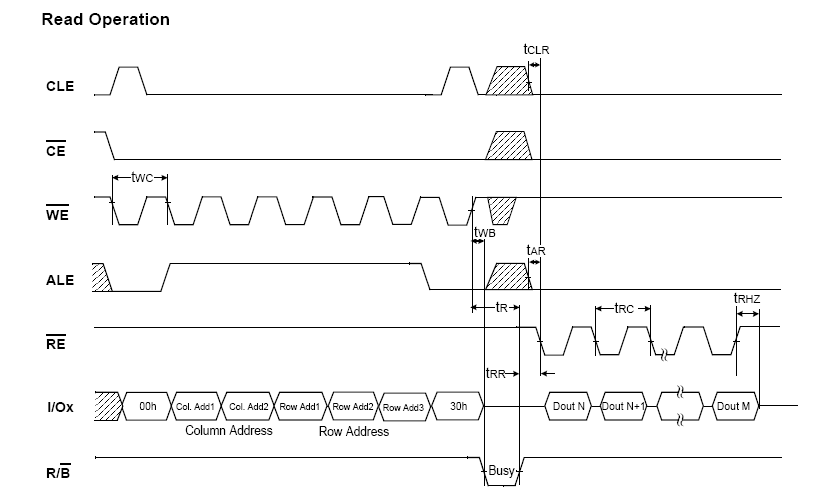 Read Operation
tCLR
CLE
CE
tWC
WE
tWB
tAR
ALE
tR
tRC
tRHZ
RE
tRR
I/Ox
00h Col. Add1 Col. Add2 Row Add1 Row Add2 Row Add3 30h Dout N Dout N+1 Dout M
Column Address Row Address
R/B
Busy